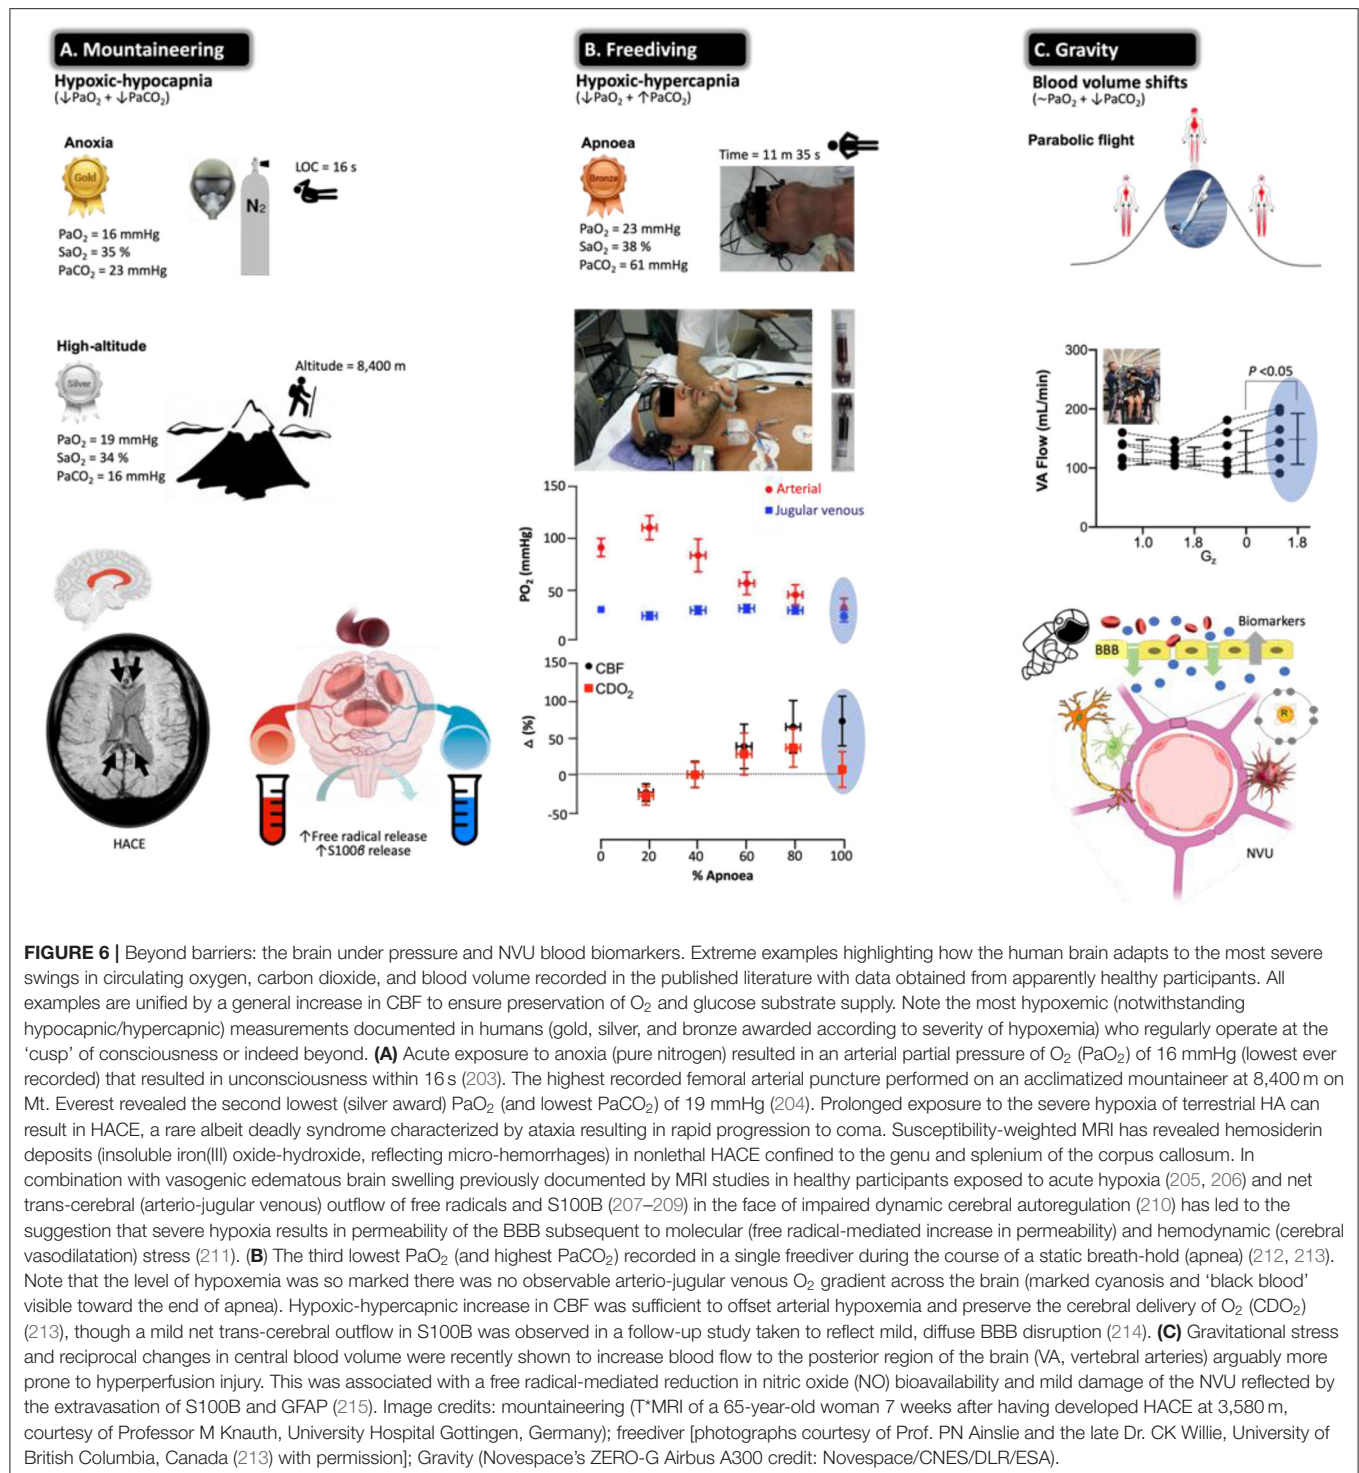 A. Mountaineering
Hypoxic-hypocapnia
(↓PaO₂ + ↓PaCO₂)
Anoxia
Gold
LOC = 16 s
N₂
PaO₂ = 16 mmHg
SaO₂ = 35 %
PaCO₂ = 23 mmHg
High-altitude
Silver
Altitude = 8,400 m
PaO₂ = 19 mmHg
SaO₂ = 34 %
PaCO₂ = 16 mmHg
HACE
↑Free radical release
↑S100β release
B. Freediving
Hypoxic-hypercapnia
(↓PaO₂ + ↑PaCO₂)
Apnoea
Bronze
Time = 11 m 35 s
PaO₂ = 23 mmHg
SaO₂ = 38 %
PaCO₂ = 61 mmHg
150
100
50
0
PO₂ (mmHg)
Arterial
Jugular venous
150
100
50
0
-50
Δ (%)
CBF
CDO₂
0 20 40 60 80 100
% Apnoea
C. Gravity
Blood volume shifts
(~PaO₂ + ↓PaCO₂)
Parabolic flight
300
200
100
0
VA Flow (mL/min)
P <0.05
1.0 1.8 0 1.8
G_z
Biomarkers
BBB
R
NVU
FIGURE 6 | Beyond barriers: the brain under pressure and NVU blood biomarkers. Extreme examples highlighting how the human brain adapts to the most severe
swings in circulating oxygen, carbon dioxide, and blood volume recorded in the published literature with data obtained from apparently healthy participants. All
examples are unified by a general increase in CBF to ensure preservation of O₂ and glucose substrate supply. Note the most hypoxemic (notwithstanding
hypocapnic/hypercapnic) measurements documented in humans (gold, silver, and bronze awarded according to severity of hypoxemia) who regularly operate at the
‘cusp’ of consciousness or indeed beyond. (A) Acute exposure to anoxia (pure nitrogen) resulted in an arterial partial pressure of O₂ (PaO₂) of 16 mmHg (lowest ever
recorded) that resulted in unconsciousness within 16 s (203). The highest recorded femoral arterial puncture performed on an acclimatized mountaineer at 8,400 m on
Mt. Everest revealed the second lowest (silver award) PaO₂ (and lowest PaCO₂) of 19 mmHg (204). Prolonged exposure to the severe hypoxia of terrestrial HA can
result in HACE, a rare albeit deadly syndrome characterized by ataxia resulting in rapid progression to coma. Susceptibility-weighted MRI has revealed hemosiderin
deposits (insoluble iron(III) oxide-hydroxide, reflecting micro-hemorrhages) in nonlethal HACE confined to the genu and splenium of the corpus callosum. In
combination with vasogenic edematous brain swelling previously documented by MRI studies in healthy participants exposed to acute hypoxia (205, 206) and net
trans-cerebral (arterio-jugular venous) outflow of free radicals and S100B (207–209) in the face of impaired dynamic cerebral autoregulation (210) has led to the
suggestion that severe hypoxia results in permeability of the BBB subsequent to molecular (free radical-mediated increase in permeability) and hemodynamic (cerebral
vasodilatation) stress (211). (B) The third lowest PaO₂ (and highest PaCO₂) recorded in a single freediver during the course of a static breath-hold (apnea) (212, 213).
Note that the level of hypoxemia was so marked there was no observable arterio-jugular venous O₂ gradient across the brain (marked cyanosis and ‘black blood’
visible toward the end of apnea). Hypoxic-hypercapnic increase in CBF was sufficient to offset arterial hypoxemia and preserve the cerebral delivery of O₂ (CDO₂)
(213), though a mild net trans-cerebral outflow in S100B was observed in a follow-up study taken to reflect mild, diffuse BBB disruption (214). (C) Gravitational stress
and reciprocal changes in central blood volume were recently shown to increase blood flow to the posterior region of the brain (VA, vertebral arteries) arguably more
prone to hyperperfusion injury. This was associated with a free radical-mediated reduction in nitric oxide (NO) bioavailability and mild damage of the NVU reflected by
the extravasation of S100B and GFAP (215). Image credits: mountaineering (T*MRI of a 65-year-old woman 7 weeks after having developed HACE at 3,580 m,
courtesy of Professor M Knauth, University Hospital Gottingen, Germany); freediver [photographs courtesy of Prof. PN Ainslie and the late Dr. CK Willie, University of
British Columbia, Canada (213) with permission]; Gravity (Novespace’s ZERO-G Airbus A300 credit: Novespace/CNES/DLR/ESA).